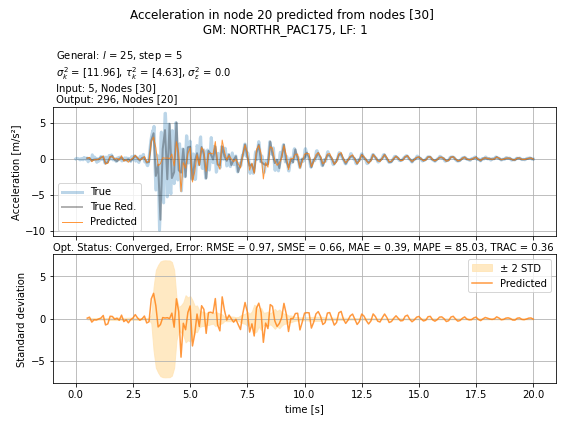 Acceleration in node 20 predicted from nodes [30]
GM: NORTHR_PAC175, LF: 1
General: l = 25, step = 5
σ²ₖ = [11.96], τ²ₖ = [4.63], σ²ε = 0.0
Input: 5, Nodes [30]
Output: 296, Nodes [20]
Acceleration [m/s²]
5
0
−5
−10
True
True Red.
Predicted
Opt. Status: Converged, Error: RMSE = 0.97, SMSE = 0.66, MAE = 0.39, MAPE = 85.03, TRAC = 0.36
Standard deviation
5
0
−5
± 2 STD
Predicted
0.0 2.5 5.0 7.5 10.0 12.5 15.0 17.5 20.0
time [s]